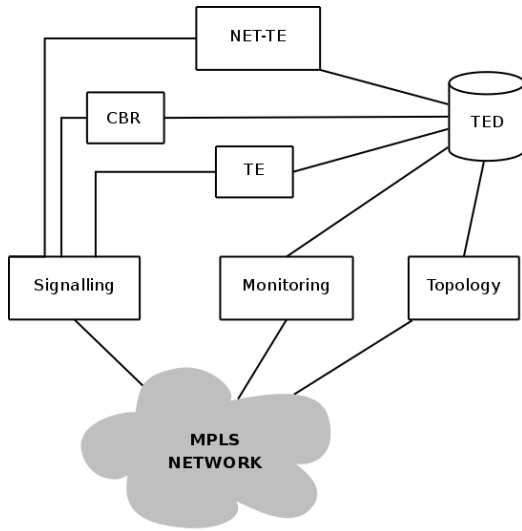 NET-TE
CBR
TED
TE
Signalling
Monitoring
Topology
MPLS
NETWORK